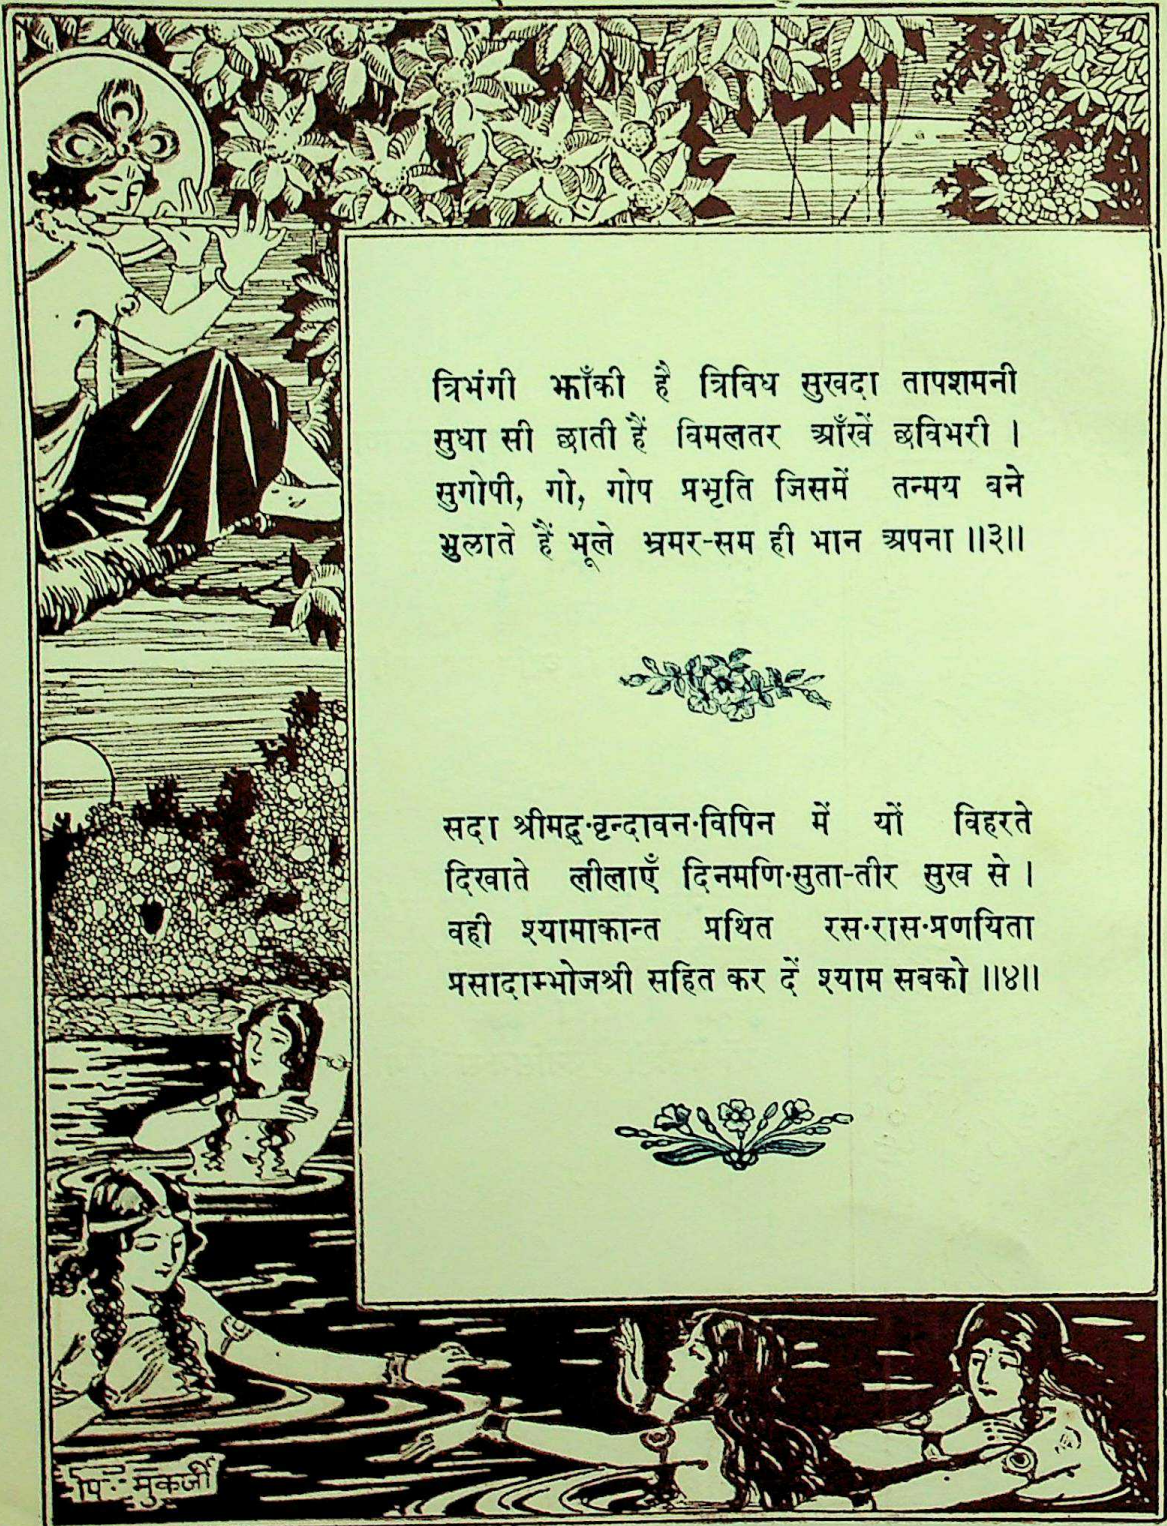 त्रिभंगी झाँकी है त्रिविध सुखदा तापशमनी
सुधा सी छाती हैं विमलतर आँखें छविभरी ।
सुगोपी, गो, गोप प्रभृति जिसमें तन्मय बने
भुलाते हैं भूले भ्रमर-सम ही भान अपना ॥३॥
सदा श्रीमद्-वृन्दावन-विपिन में यों विहरते
दिखाते लीलाएँ दिनमणि-सुता-तीर सुख से ।
वही श्यामाकान्त प्रथित रस-रास-प्रणयिता
प्रसादाम्भोजश्री सहित कर दें श्याम सबको ॥४॥
पि. मुकर्जी